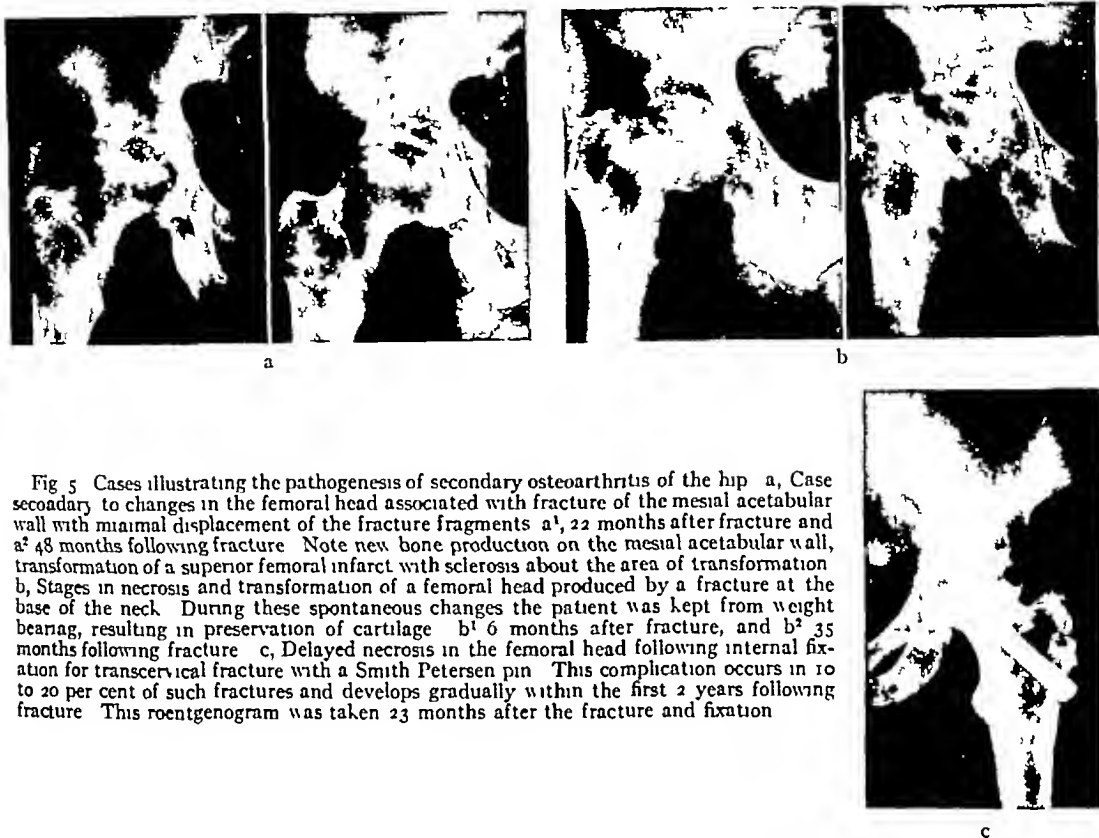 a
b
Fig 5 Cases illustrating the pathogenesis of secondary osteoarthritis of the hip a, Case
secoadary to changes in the femoral head associated with fracture of the mesial acetabular
wall with miaimal displacement of the fracture fragments a¹, 22 months after fracture and
a² 48 months following fracture Note new bone production on the mesial acetabular wall,
transformation of a superior femoral infarct with sclerosis about the area of transformation
b, Stages in necrosis and transformation of a femoral head produced by a fracture at the
base of the neck During these spontaneous changes the patient was kept from weight
beariag, resulting in preservation of cartilage b¹ 6 months after fracture, and b² 35
months following fracture c, Delayed necrosis in the femoral head following internal fix-
ation for transcervical fracture with a Smith Petersen pin This complication occurs in 10
to 20 per cent of such fractures and develops gradually within the first 2 years following
fracture This roentgenogram was taken 23 months after the fracture and fixation
c